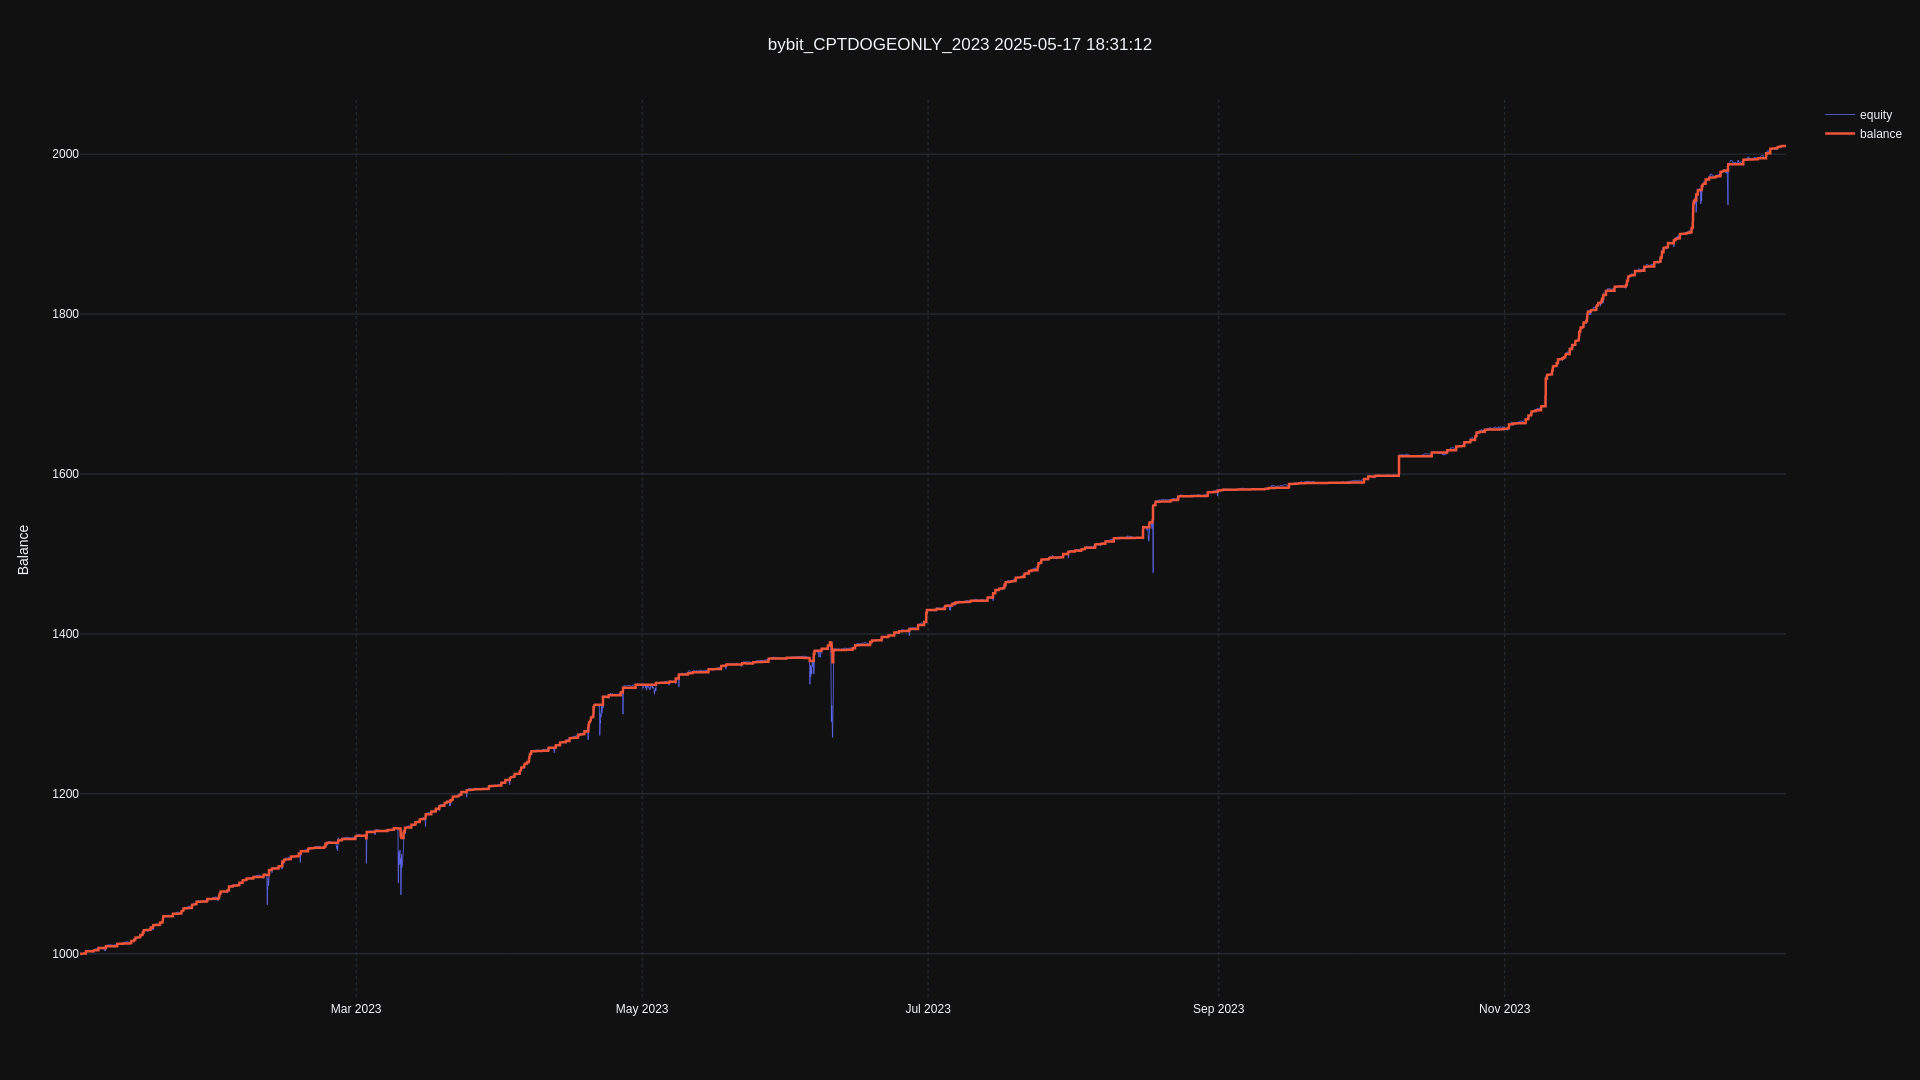 bybit_CPTDOGEONLY_2023 2025-05-17 18:31:12
equity
balance
2000
1800
1600
1400
1200
1000
Balance
Mar 2023
May 2023
Jul 2023
Sep 2023
Nov 2023